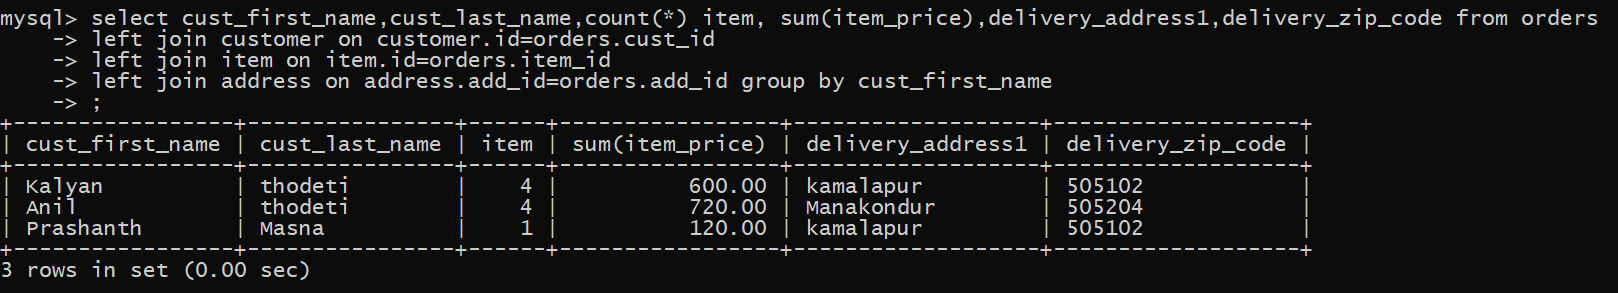 mysql> select cust_first_name,cust_last_name,count(*) item, sum(item_price),delivery_address1,delivery_zip_code from orders
    -> left join customer on customer.id=orders.cust_id
    -> left join item on item.id=orders.item_id
    -> left join address on address.add_id=orders.add_id group by cust_first_name
    -> ;
+-----------------+----------------+------+-----------------+-------------------+-------------------+
| cust_first_name | cust_last_name | item | sum(item_price) | delivery_address1 | delivery_zip_code |
+-----------------+----------------+------+-----------------+-------------------+-------------------+
| Kalyan          | thodeti        |    4 |          600.00 | kamalapur         | 505102            |
| Anil            | thodeti        |    4 |          720.00 | Manakondur        | 505204            |
| Prashanth       | Masna          |    1 |          120.00 | kamalapur         | 505102            |
+-----------------+----------------+------+-----------------+-------------------+-------------------+
3 rows in set (0.00 sec)